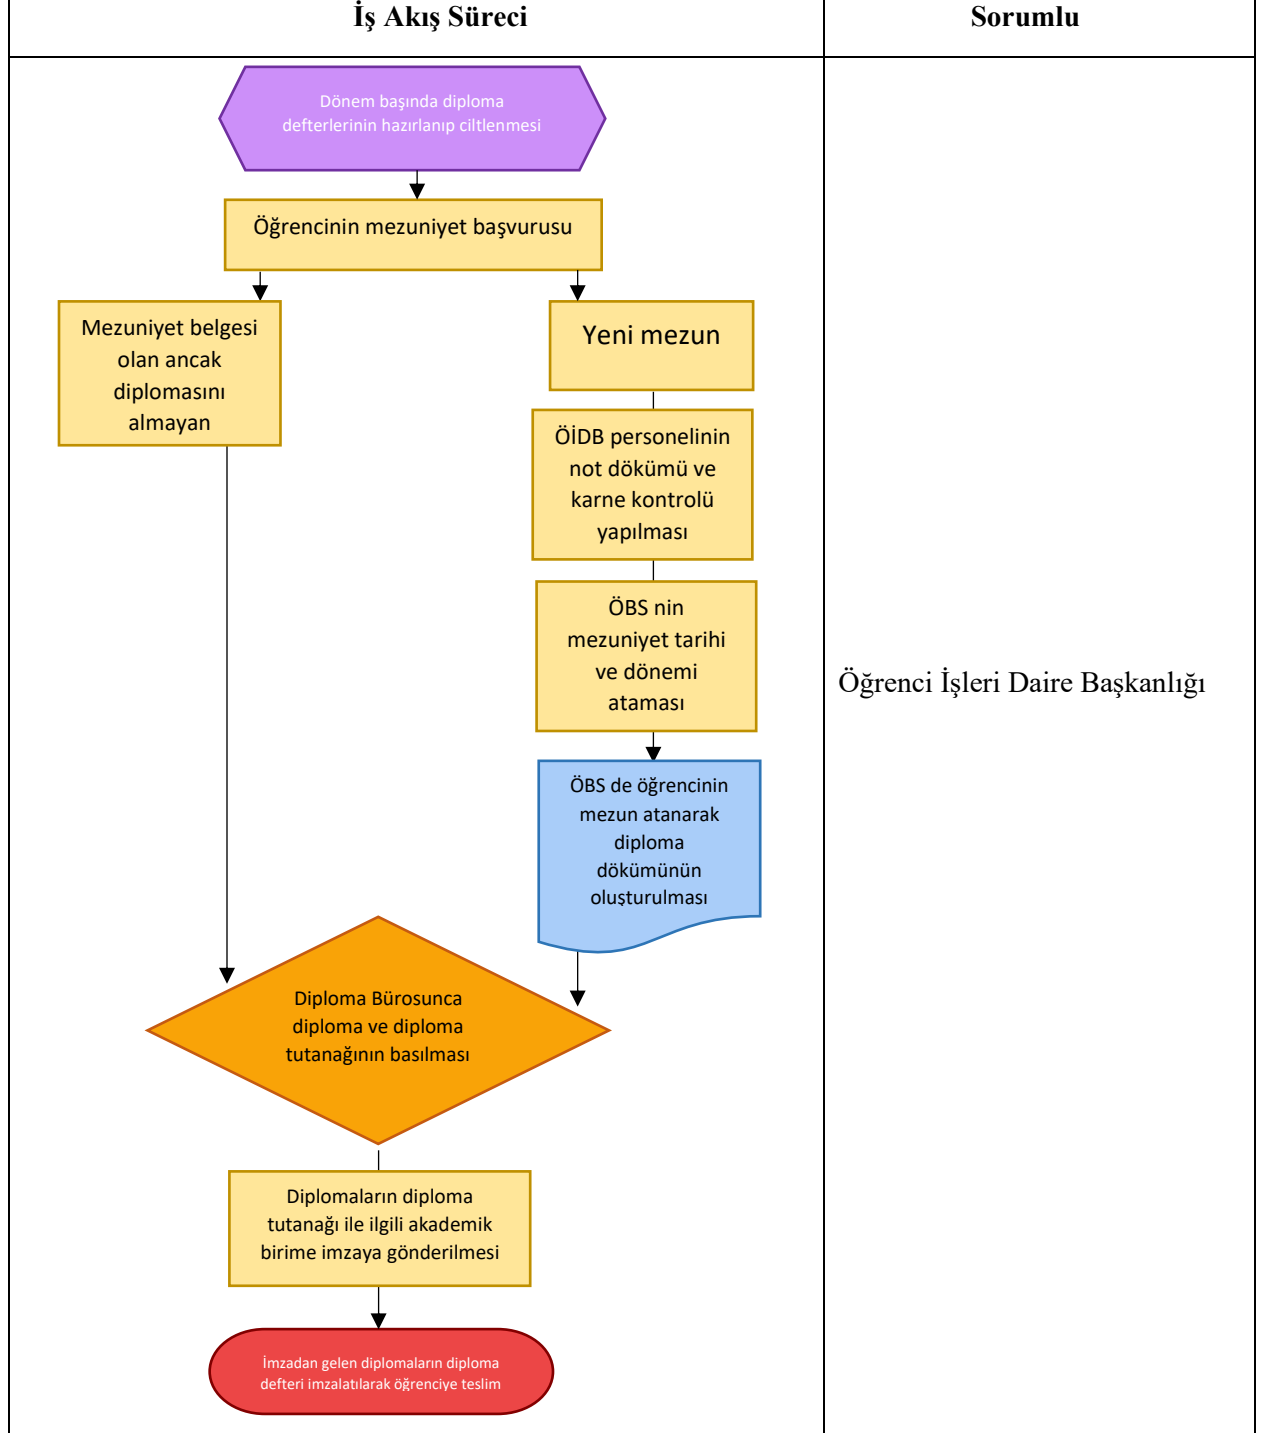 İş Akış Süreci
Sorumlu
Dönem başında diploma
defterlerinin hazırlanıp ciltlenmesi
Öğrencinin mezuniyet başvurusu
Mezuniyet belgesi
olan ancak
diplomasını
almayan
Yeni mezun
ÖİDB personelinin
not dökümü ve
karne kontrolü
yapılması
ÖBS nin
mezuniyet tarihi
ve dönemi
ataması
Öğrenci İşleri Daire Başkanlığı
ÖBS de öğrencinin
mezun atanarak
diploma
dökümünün
oluşturulması
Diploma Bürosunca
diploma ve diploma
tutanağının basılması
Diplomaların diploma
tutanağı ile ilgili akademik
birime imzaya gönderilmesi
İmzadan gelen diplomaların diploma
defteri imzalatılarak öğrenciye teslim